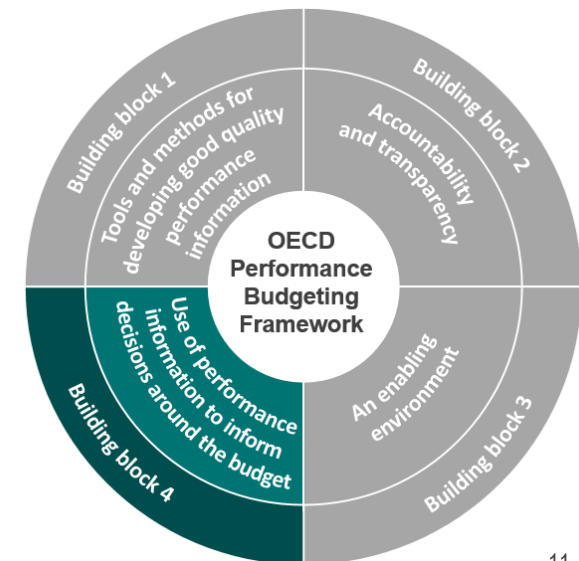 Building block 1
Tools and methods for
developing good quality
performance
information
Building block 2
Accountability
and transparency
OECD
Performance
Budgeting
Framework
Building block 4
Use of performance
information to inform
decisions around the budget
An enabling
environment
Building block 3
11